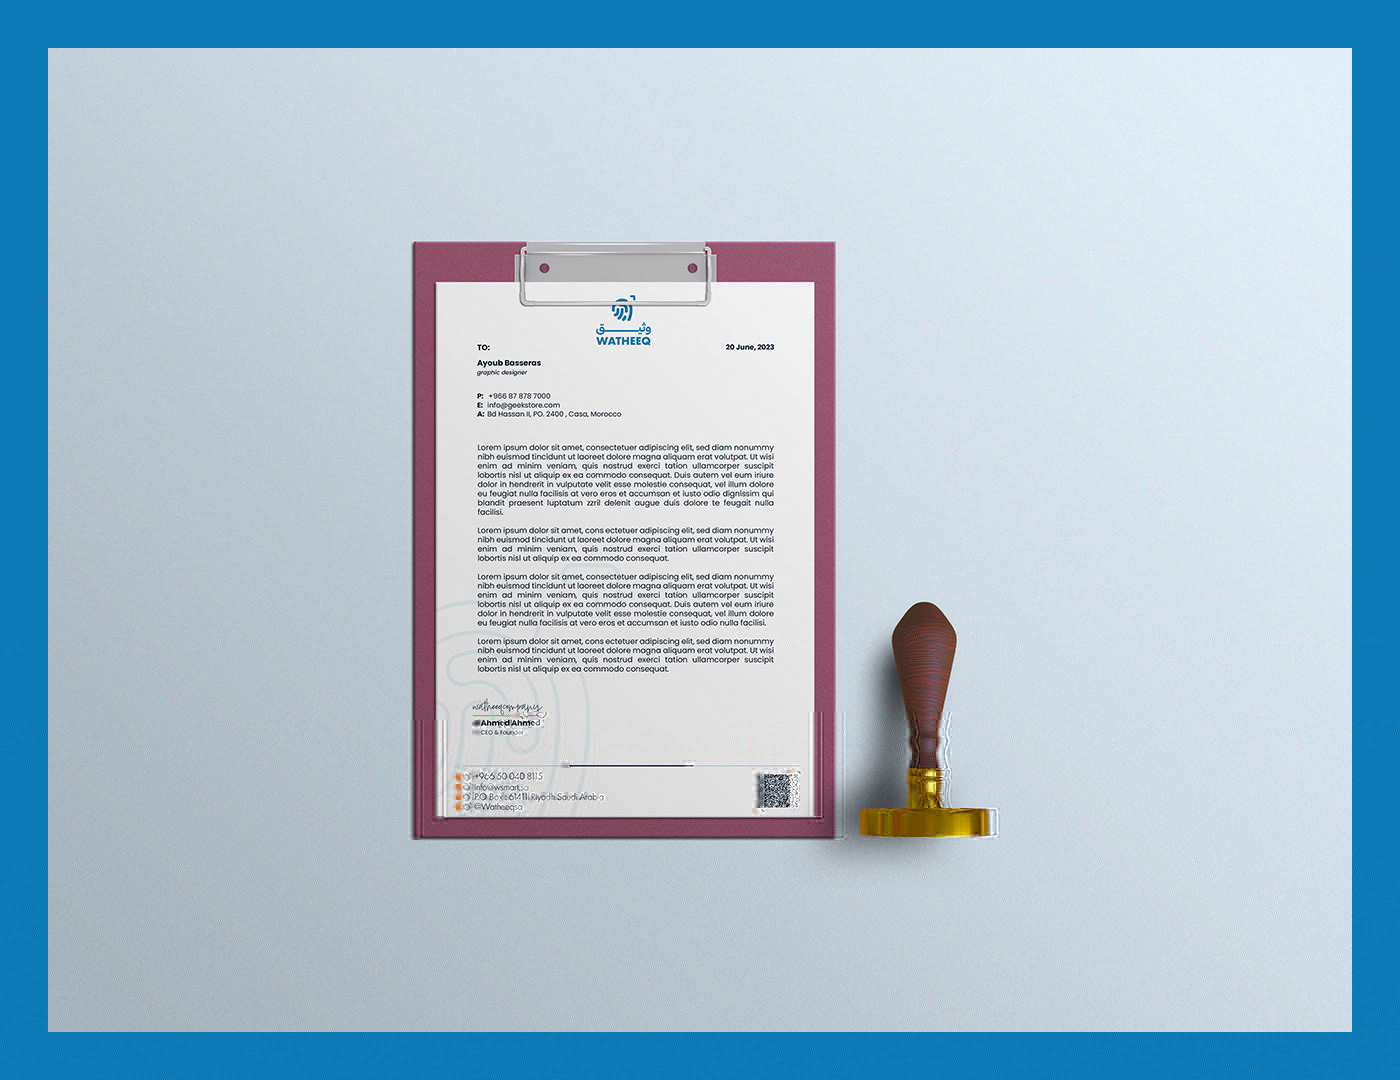 وثيـــــق
WATHEEQ
TO:
20 June, 2023
Ayoub Basseras
graphic designer
P: +966 87 878 7000
E: info@geekstore.com
A: Bd Hassan II, PO. 2400 , Casa, Morocco
Lorem ipsum dolor sit amet, consectetuer adipiscing elit, sed diam nonummy
nibh euismod tincidunt ut laoreet dolore magna aliquam erat volutpat. Ut wisi
enim ad minim veniam, quis nostrud exerci tation ullamcorper suscipit
lobortis nisl ut aliquip ex ea commodo consequat. Duis autem vel eum iriure
dolor in hendrerit in vulputate velit esse molestie consequat, vel illum dolore
eu feugiat nulla facilisis at vero eros et accumsan et iusto odio dignissim qui
blandit praesent luptatum zzril delenit augue duis dolore te feugait nulla
facilisi.
Lorem ipsum dolor sit amet, cons ectetuer adipiscing elit, sed diam nonummy
nibh euismod tincidunt ut laoreet dolore magna aliquam erat volutpat. Ut wisi
enim ad minim veniam, quis nostrud exerci tation ullamcorper suscipit
lobortis nisl ut aliquip ex ea commodo consequat.
Lorem ipsum dolor sit amet, consectetuer adipiscing elit, sed diam nonummy
nibh euismod tincidunt ut laoreet dolore magna aliquam erat volutpat. Ut wisi
enim ad minim veniam, quis nostrud exerci tation ullamcorper suscipit
lobortis nisl ut aliquip ex ea commodo consequat. Duis autem vel eum iriure
dolor in hendrerit in vulputate velit esse molestie consequat, vel illum dolore
eu feugiat nulla facilisis at vero eros et accumsan et iusto odio dignissim.
Lorem ipsum dolor sit amet, cons ectetuer adipiscing elit, sed diam nonummy
nibh euismod tincidunt ut laoreet dolore magna aliquam erat volutpat. Ut wisi
enim ad minim veniam, quis nostrud exerci tation ullamcorper suscipit
lobortis nisl ut aliquip ex ea commodo consequat.
watheeqcompany
Ahmed Ahmed
CEO & Founder
+966 50 040 8115
info@wsmart.sa
P.O Box : 61411 Riyadh Saudi Arabia
@Watheeqsa